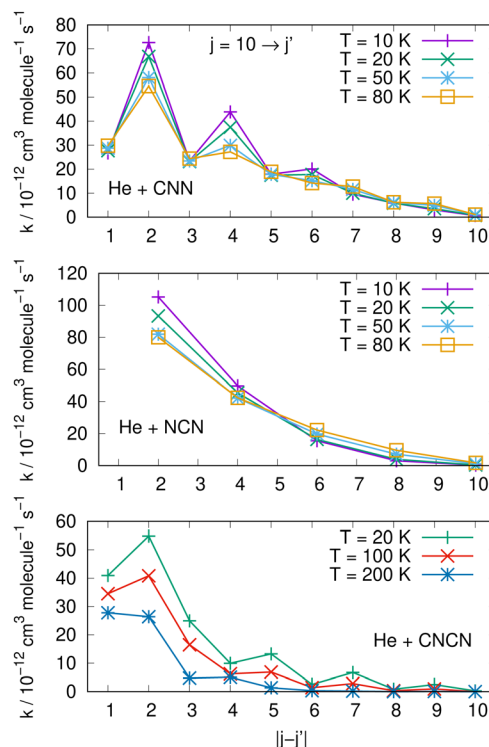 80
70
60
50
40
30
20
10
0
k / 10⁻¹² cm³ molecule⁻¹ s⁻¹
j = 10 → j'
T = 10 K
T = 20 K
T = 50 K
T = 80 K
He + CNN
1 2 3 4 5 6 7 8 9 10
120
100
80
60
40
20
0
k / 10⁻¹² cm³ molecule⁻¹ s⁻¹
T = 10 K
T = 20 K
T = 50 K
T = 80 K
He + NCN
1 2 3 4 5 6 7 8 9 10
60
50
40
30
20
10
0
k / 10⁻¹² cm³ molecule⁻¹ s⁻¹
T = 20 K
T = 100 K
T = 200 K
He + CNCN
1 2 3 4 5 6 7 8 9 10
|j−j'|